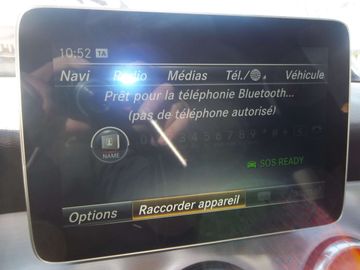 10:52 TA
Navi Radio Médias Tél./ Véhicule
Prêt pour la téléphonie Bluetooth...
(pas de téléphone autorisé)
NAME
SOS READY
Options Raccorder appareil